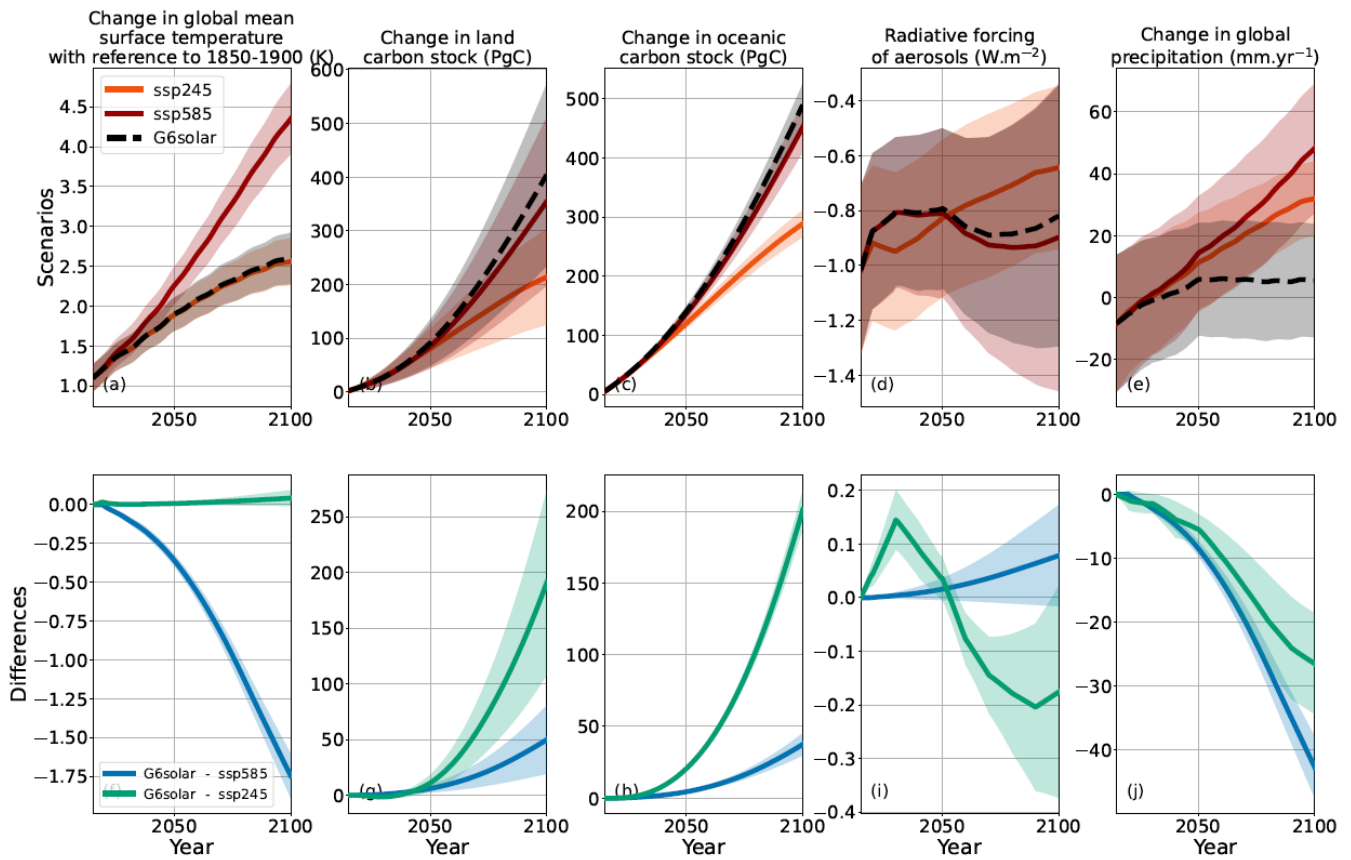 Change in global mean
surface temperature
with reference to 1850-1900 (K)
Change in land
carbon stock (PgC)
Change in oceanic
carbon stock (PgC)
Radiative forcing
of aerosols (W.m⁻²)
Change in global
precipitation (mm.yr⁻¹)
Scenarios
4.5
4.0
3.5
3.0
2.5
2.0
1.5
1.0
ssp245
ssp585
G6solar
(a)
2050 2100
600
500
400
300
200
100
0
(b)
2050 2100
500
400
300
200
100
0
(c)
2050 2100
−0.4
−0.6
−0.8
−1.0
−1.2
−1.4
(d)
2050 2100
60
40
20
0
−20
(e)
2050 2100
Differences
0.00
−0.25
−0.50
−0.75
−1.00
−1.25
−1.50
−1.75
G6solar - ssp585
G6solar - ssp245
(f)
2050 2100
Year
250
200
150
100
50
0
(g)
2050 2100
Year
200
150
100
50
0
(h)
2050 2100
Year
0.2
0.1
0.0
−0.1
−0.2
−0.3
−0.4
(i)
2050 2100
Year
0
−10
−20
−30
−40
(j)
2050 2100
Year